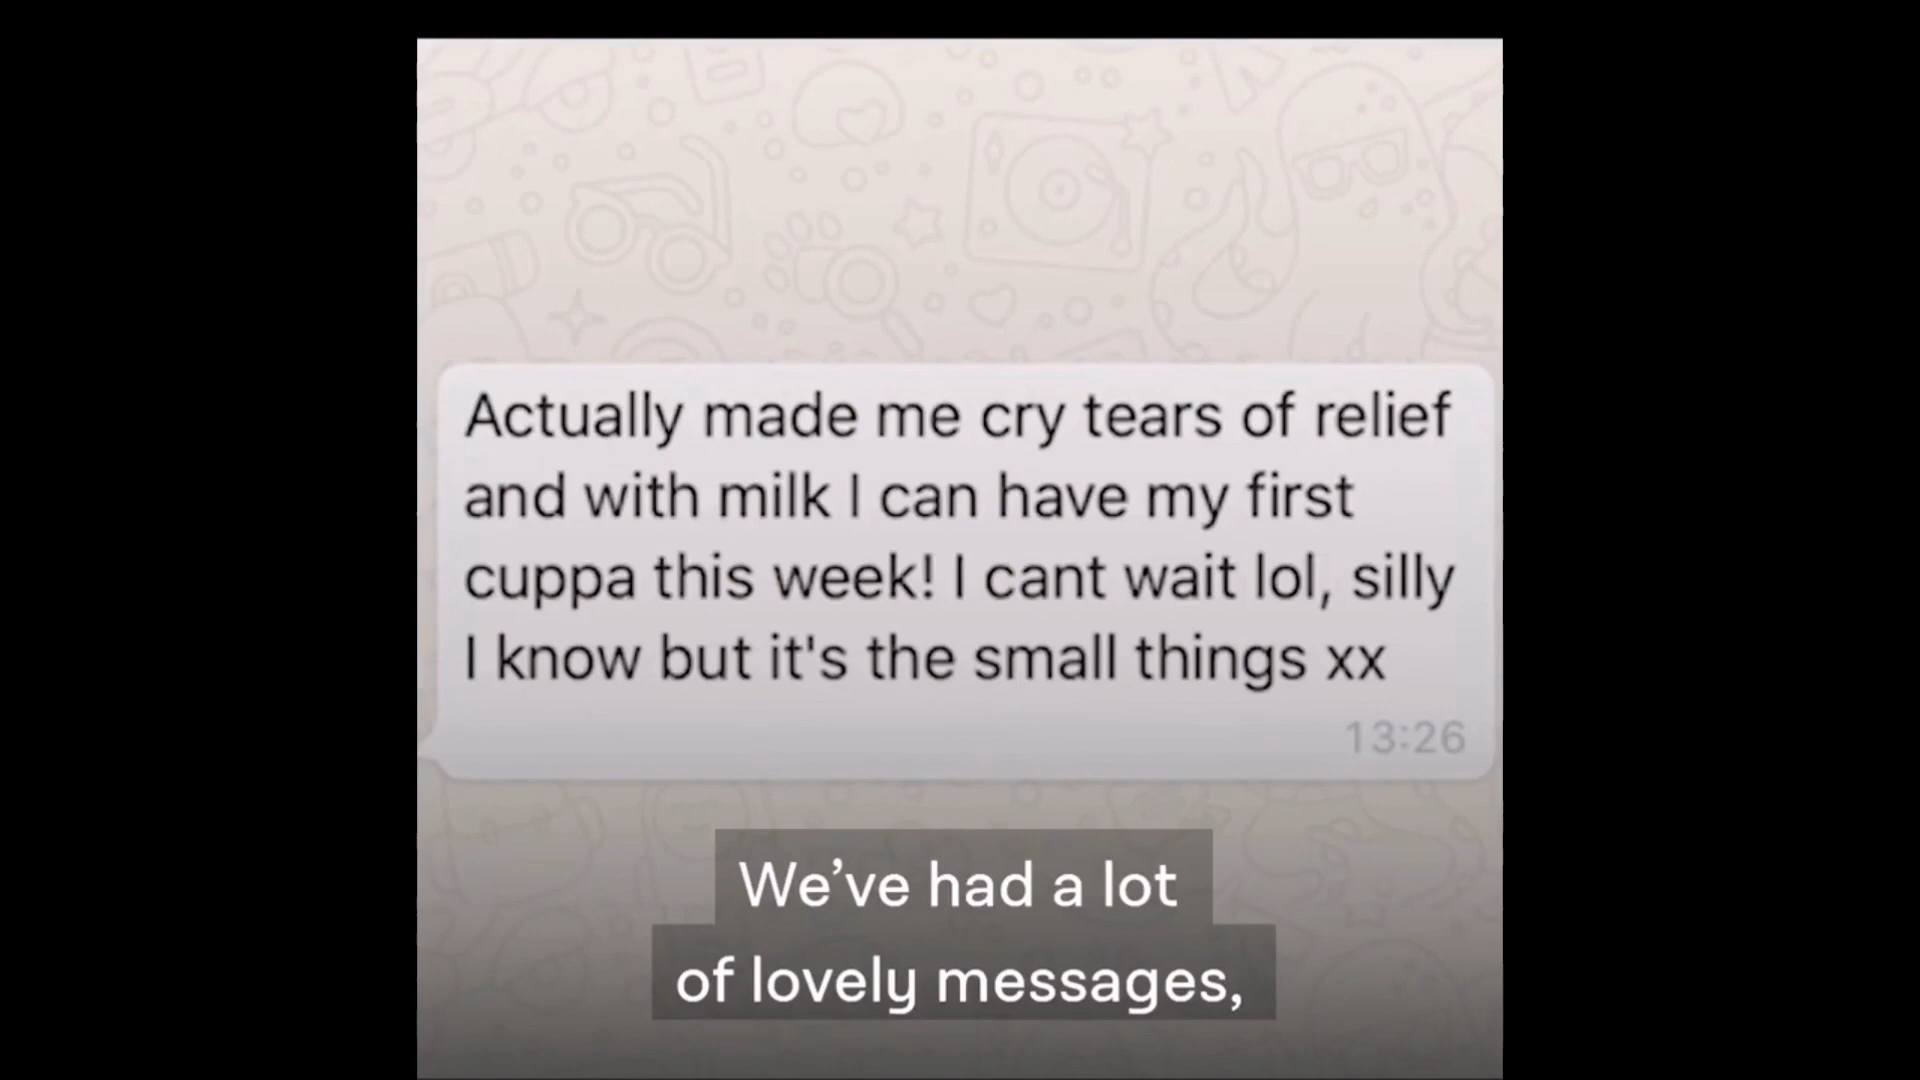 Actually made me cry tears of relief
and with milk I can have my first
cuppa this week! I cant wait lol, silly
I know but it's the small things xx
13:26
We’ve had a lot
of lovely messages,